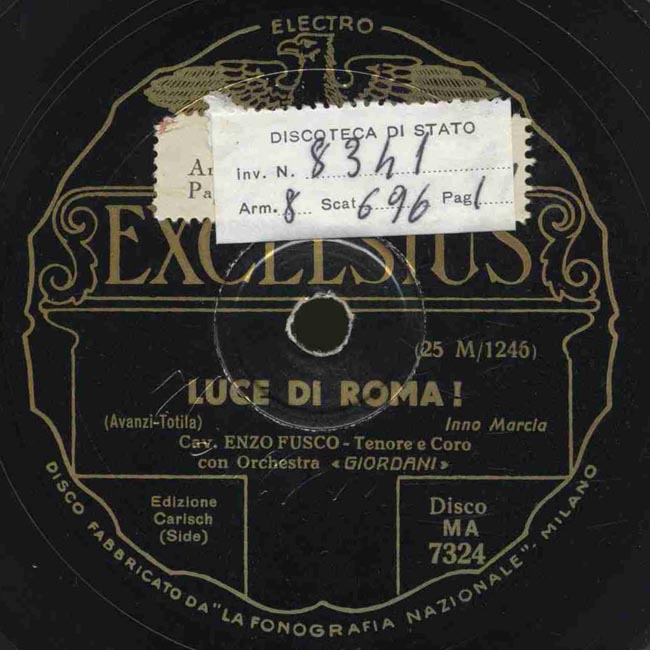 ELECTRO
DISCOTECA DI STATO
Inv. N. 8341
Arm. 8 Scat 696 Pag 1
EXCELSIUS
(25 M/1246)
LUCE DI ROMA !
(Avanzi-Totila) Inno Marcia
Cav. ENZO FUSCO - Tenore e Coro
con Orchestra « GIORDANI »
Edizione
Carisch
(Side)
Disco
MA
7324
DISCO FABBRICATO DA "LA FONOGRAFIA NAZIONALE". MILANO